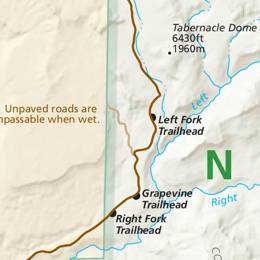 Tabernacle Dome
6430ft
1960m
Unpaved roads are
mpassable when wet.
Left
Left Fork
Trailhead
N
Grapevine
Trailhead
Right
Right Fork
Trailhead